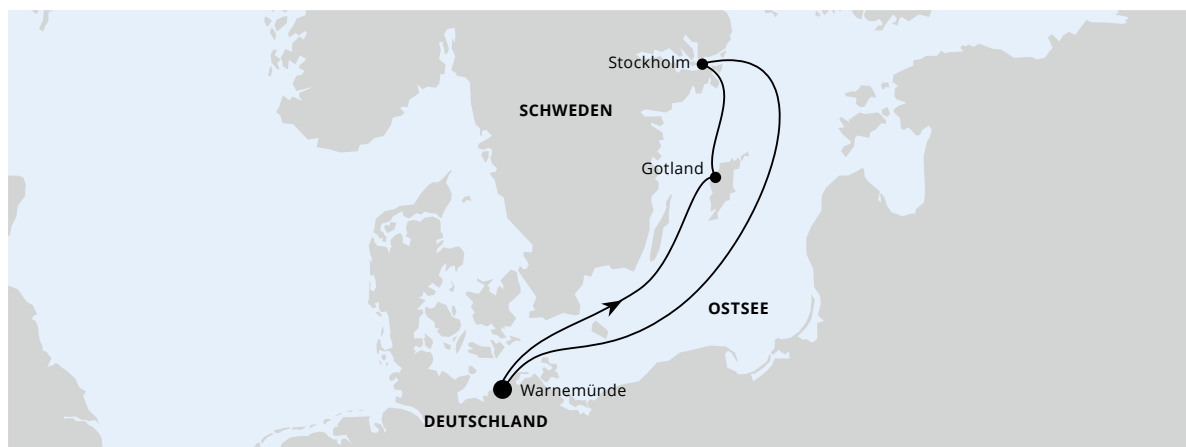 Stockholm
SCHWEDEN
Gotland
OSTSEE
Warnemünde
DEUTSCHLAND